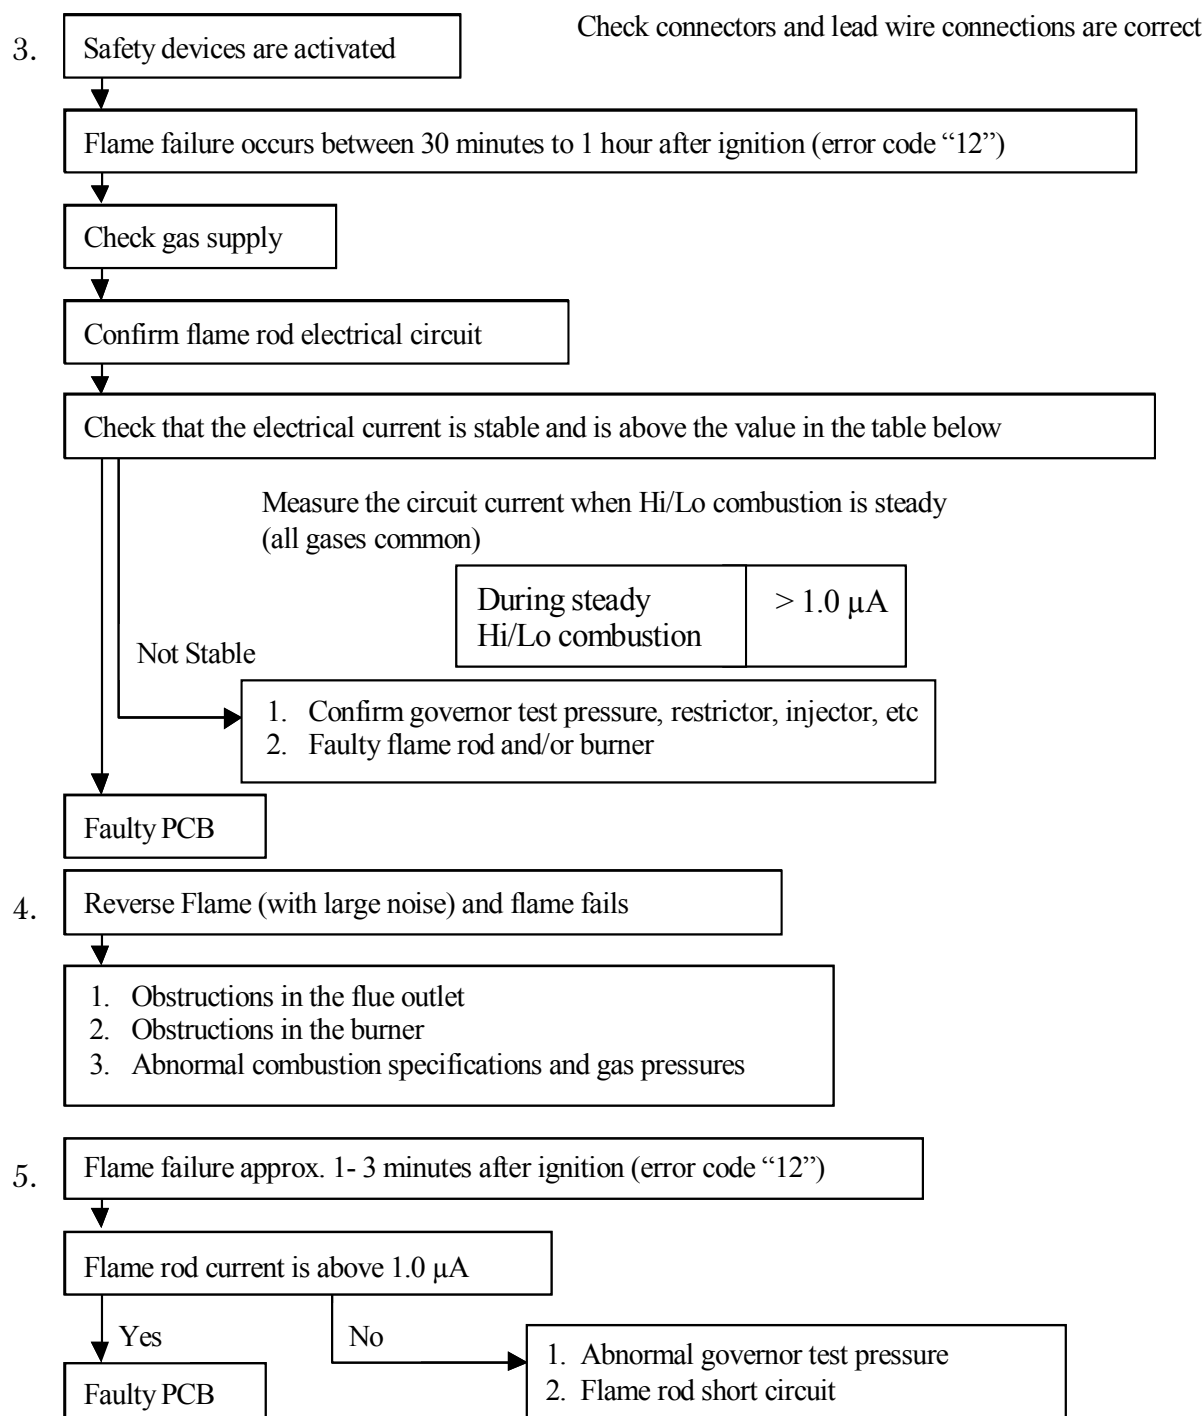 Check connectors and lead wire connections are correct
3. Safety devices are activated
Flame failure occurs between 30 minutes to 1 hour after ignition (error code “12”)
Check gas supply
Confirm flame rod electrical circuit
Check that the electrical current is stable and is above the value in the table below
Measure the circuit current when Hi/Lo combustion is steady
(all gases common)
During steady > 1.0 µA
Hi/Lo combustion
Not Stable
1. Confirm governor test pressure, restrictor, injector, etc
2. Faulty flame rod and/or burner
Faulty PCB
4. Reverse Flame (with large noise) and flame fails
1. Obstructions in the flue outlet
2. Obstructions in the burner
3. Abnormal combustion specifications and gas pressures
5. Flame failure approx. 1- 3 minutes after ignition (error code “12”)
Flame rod current is above 1.0 µA
Yes No
1. Abnormal governor test pressure
Faulty PCB 2. Flame rod short circuit